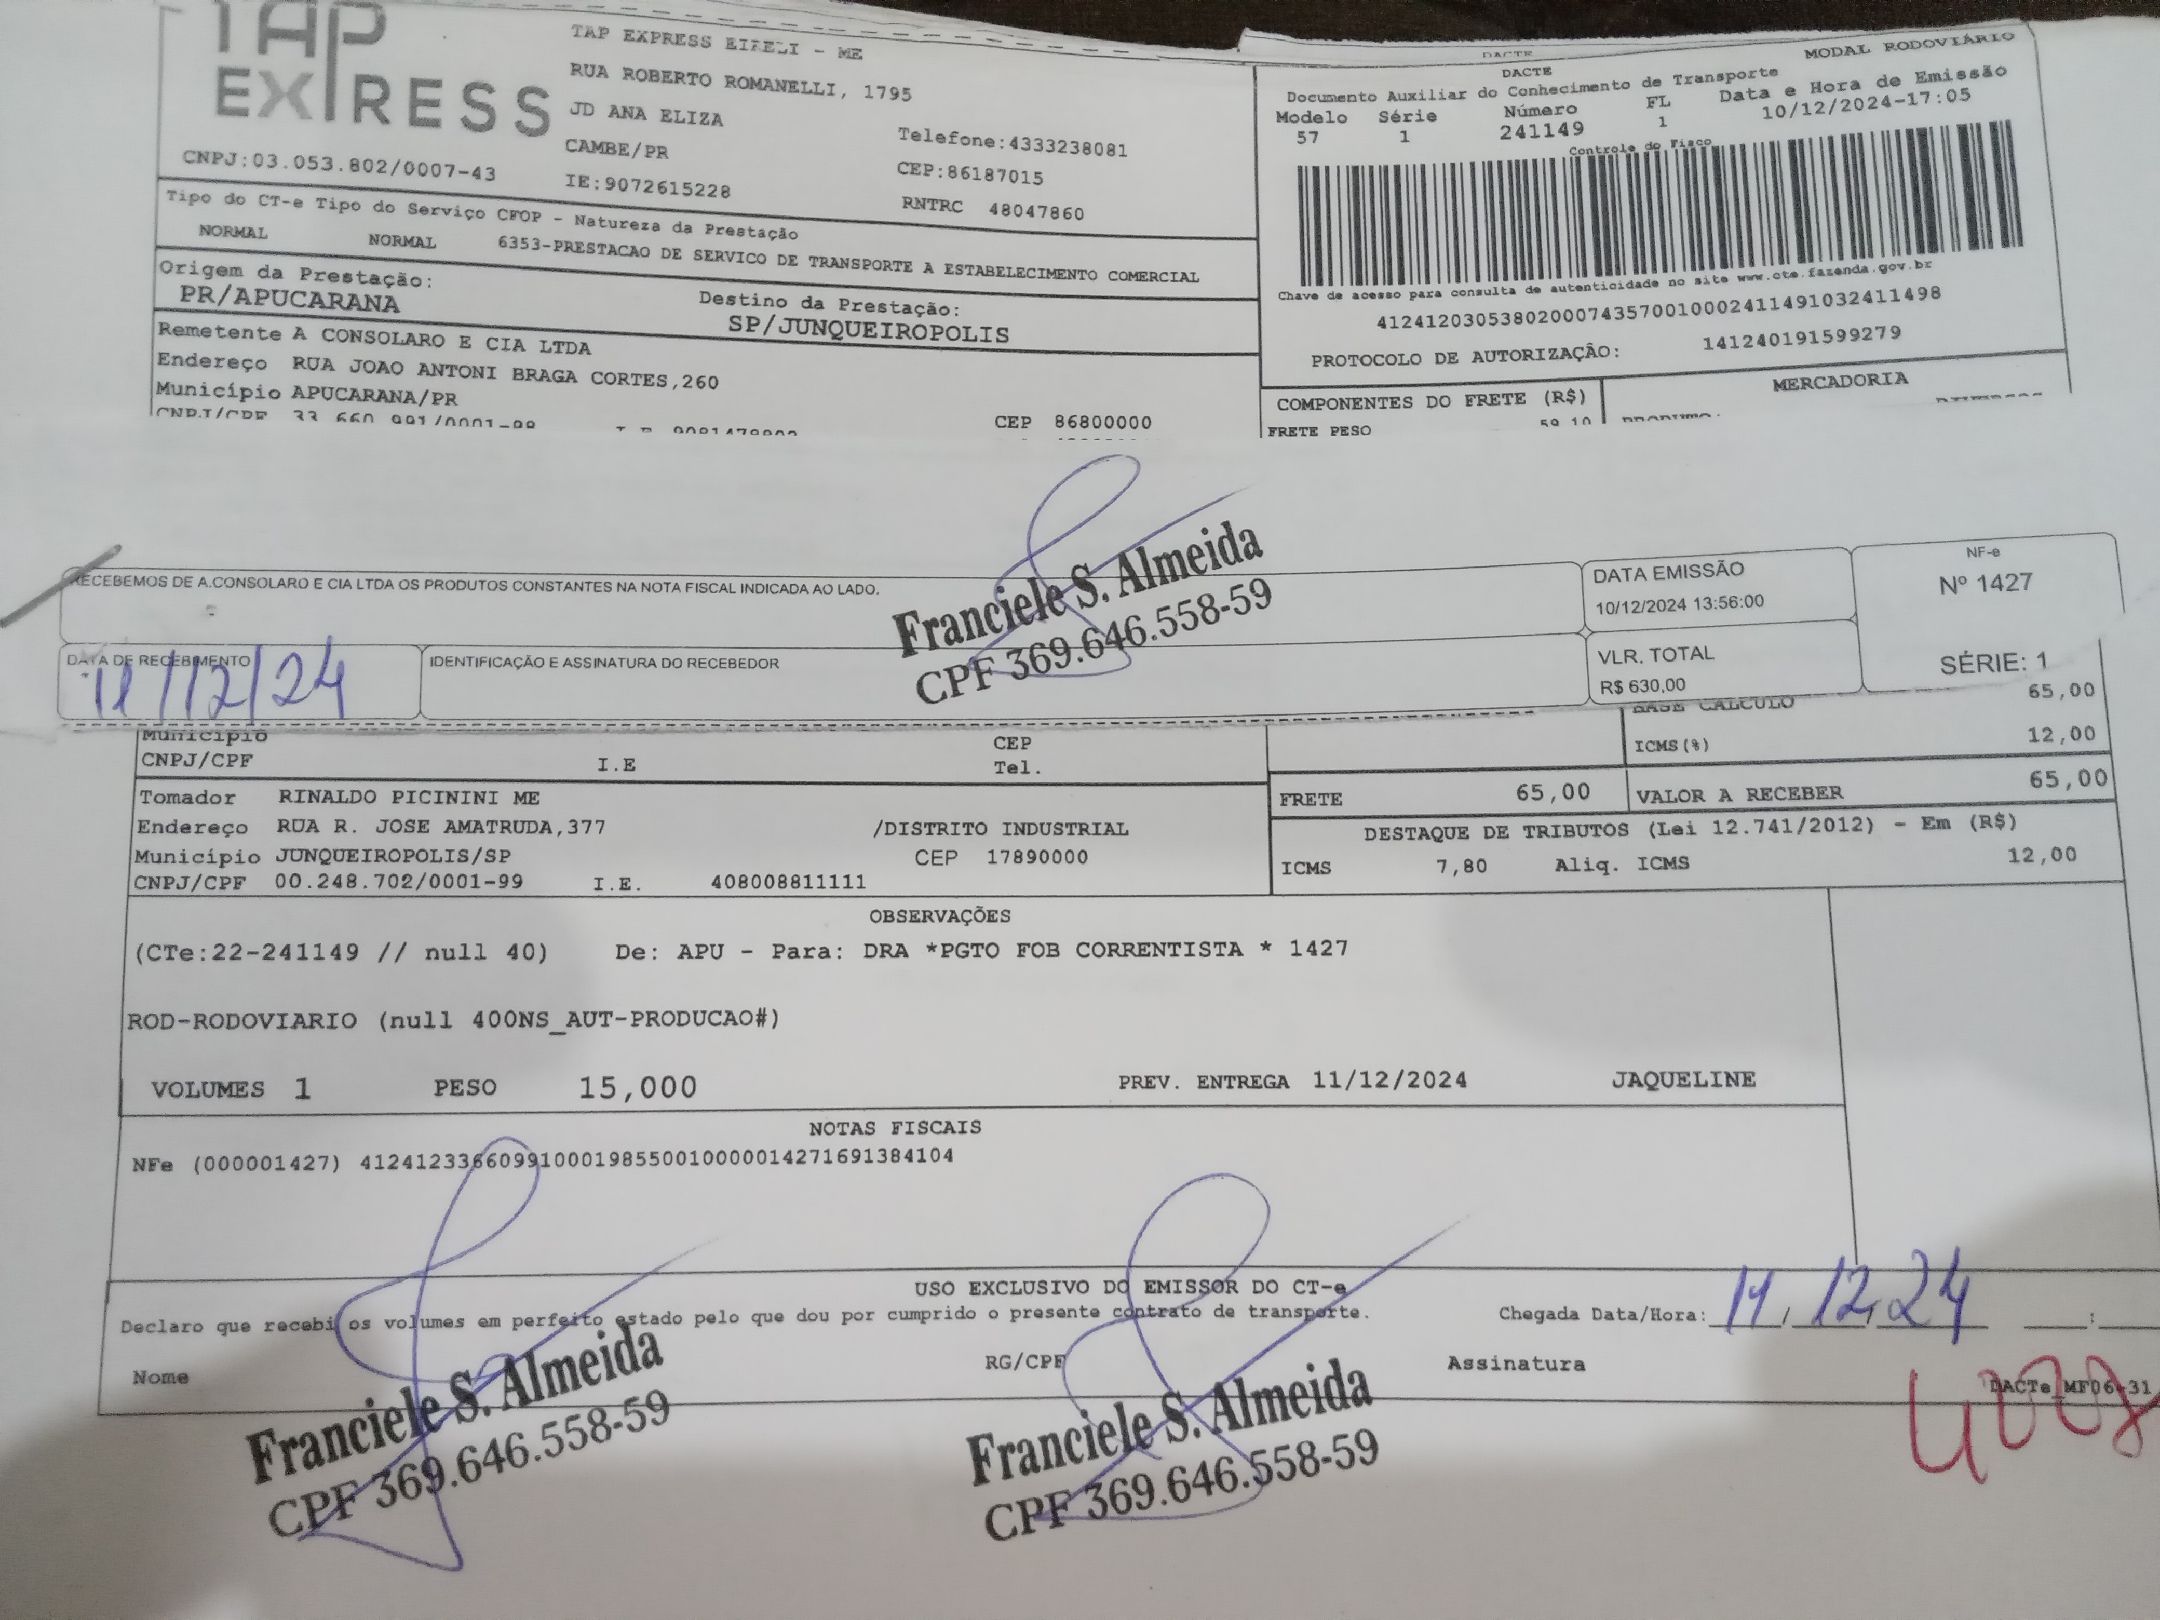 TAP EXPRESS
TAP EXPRESS EIRELI - ME
RUA ROBERTO ROMANELLI, 1795
JD ANA ELIZA
CAMBE/PR
Telefone:4333238081
CNPJ:03.053.802/0007-43
IE:9072615228
CEP:86187015
RNTRC 48047860
Tipo do CT-e Tipo do Serviço CFOP - Natureza da Prestação
NORMAL NORMAL 6353-PRESTACAO DE SERVICO DE TRANSPORTE A ESTABELECIMENTO COMERCIAL
Origem da Prestação:
PR/APUCARANA
Destino da Prestação:
SP/JUNQUEIROPOLIS
Remetente A CONSOLARO E CIA LTDA
Endereço RUA JOAO ANTONI BRAGA CORTES,260
Município APUCARANA/PR
CEP 86800000
CNPJ/CPF 33 660 991/0001-98
DACTE
DACTE
MODAL RODOVIÁRIO
Documento Auxiliar do Conhecimento de Transporte
Modelo Série Número FL Data e Hora de Emissão
57 1 241149 1 10/12/2024-17:05
Controle do Fisco
Chave de acesso para consulta de autenticidade no site www.cte.fazenda.gov.br
41241203053802000743570010002411491032411498
PROTOCOLO DE AUTORIZAÇÃO: 141240191599279
COMPONENTES DO FRETE (R$) MERCADORIA
FRETE PESO 59,10
RECEBEMOS DE A.CONSOLARO E CIA LTDA OS PRODUTOS CONSTANTES NA NOTA FISCAL INDICADA AO LADO.
DATA DE RECEBIMENTO
11/12/24
IDENTIFICAÇÃO E ASSINATURA DO RECEBEDOR
Franciele S. Almeida
CPF 369.646.558-59
DATA EMISSÃO
10/12/2024 13:56:00
VLR. TOTAL
R$ 630,00
NF-e
Nº 1427
SÉRIE: 1
BASE CALCULO 65,00
ICMS(%) 12,00
Município CEP
CNPJ/CPF I.E Tel.
Tomador RINALDO PICININI ME
Endereço RUA R. JOSE AMATRUDA,377 /DISTRITO INDUSTRIAL
Município JUNQUEIROPOLIS/SP CEP 17890000
CNPJ/CPF 00.248.702/0001-99 I.E. 408008811111
FRETE 65,00 VALOR A RECEBER 65,00
DESTAQUE DE TRIBUTOS (Lei 12.741/2012) - Em (R$)
ICMS 7,80 Aliq. ICMS 12,00
OBSERVAÇÕES
(CTe:22-241149 // null 40) De: APU - Para: DRA *PGTO FOB CORRENTISTA * 1427
ROD-RODOVIARIO (null 400NS_AUT-PRODUCAO#)
VOLUMES 1 PESO 15,000 PREV. ENTREGA 11/12/2024 JAQUELINE
NOTAS FISCAIS
NFe (000001427) 41241233660991000198550010000014271691384104
USO EXCLUSIVO DO EMISSOR DO CT-e
Declaro que recebi os volumes em perfeito estado pelo que dou por cumprido o presente contrato de transporte.
Chegada Data/Hora: 11, 12, 24 :
Nome RG/CPF Assinatura
DACTe_MF06-31
Franciele S. Almeida
CPF 369.646.558-59
Franciele S. Almeida
CPF 369.646.558-59